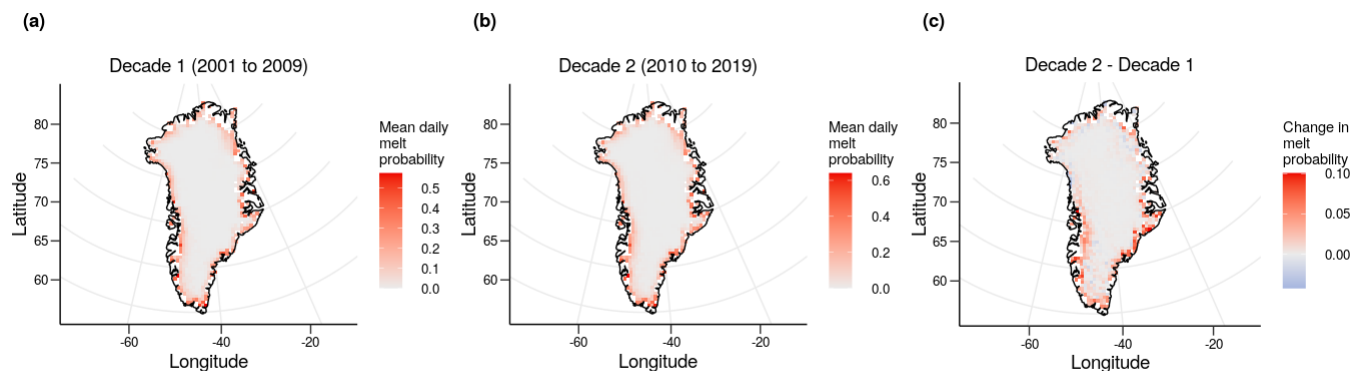 (a)
Decade 1 (2001 to 2009)
Latitude
80
75
70
65
60
-60
-40
-20
Longitude
Mean daily
melt
probability
0.5
0.4
0.3
0.2
0.1
0.0
(b)
Decade 2 (2010 to 2019)
Latitude
80
75
70
65
60
-60
-40
-20
Longitude
Mean daily
melt
probability
0.6
0.4
0.2
0.0
(c)
Decade 2 - Decade 1
Latitude
80
75
70
65
60
-60
-40
-20
Longitude
Change in
melt
probability
0.10
0.05
0.00